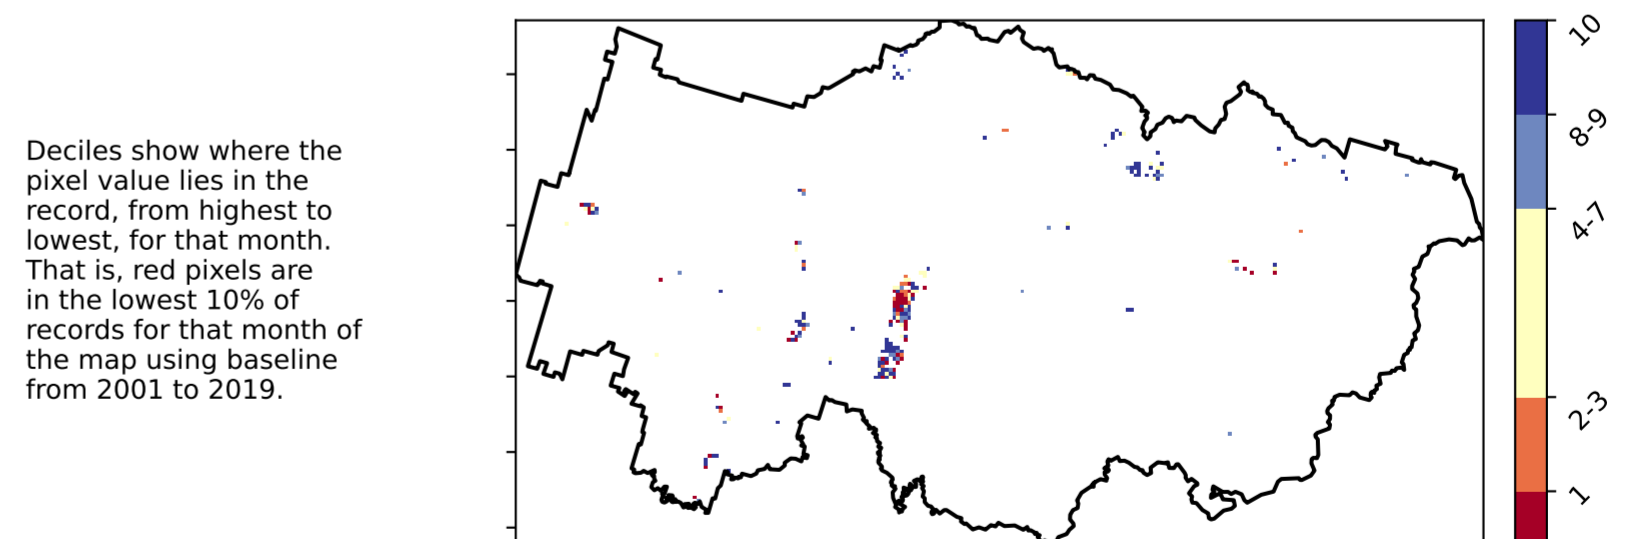 Deciles show where the
pixel value lies in the
record, from highest to
lowest, for that month.
That is, red pixels are
in the lowest 10% of
records for that month of
the map using baseline
from 2001 to 2019.
10
8-9
4-7
2-3
1